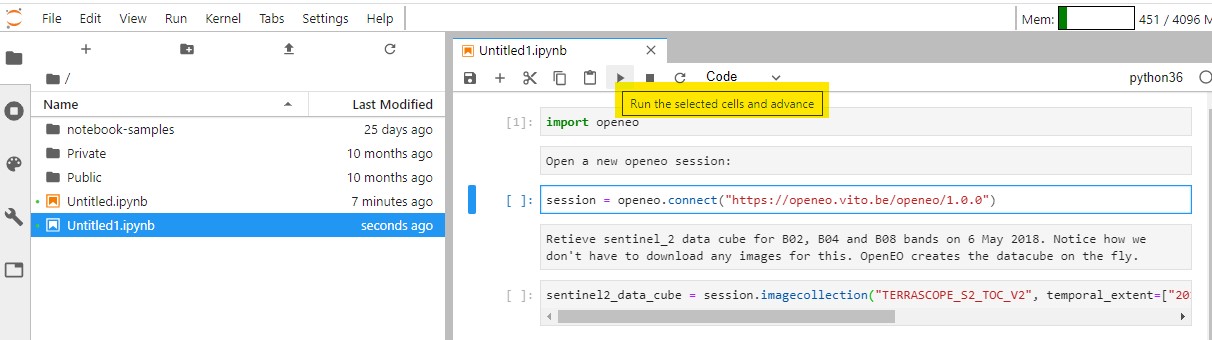 File Edit View Run Kernel Tabs Settings Help
Mem: 451 / 4096 M
/
Name Last Modified
notebook-samples 25 days ago
Private 10 months ago
Public 10 months ago
Untitled.ipynb 7 minutes ago
Untitled1.ipynb seconds ago
Untitled1.ipynb
Code python36
Run the selected cells and advance
[1]: import openeo
Open a new openeo session:
[ ]: session = openeo.connect("https://openeo.vito.be/openeo/1.0.0")
Retieve sentinel_2 data cube for B02, B04 and B08 bands on 6 May 2018. Notice how we
don't have to download any images for this. OpenEO creates the datacube on the fly.
[ ]: sentinel2_data_cube = session.imagecollection("TERRASCOPE_S2_TOC_V2", temporal_extent=["20